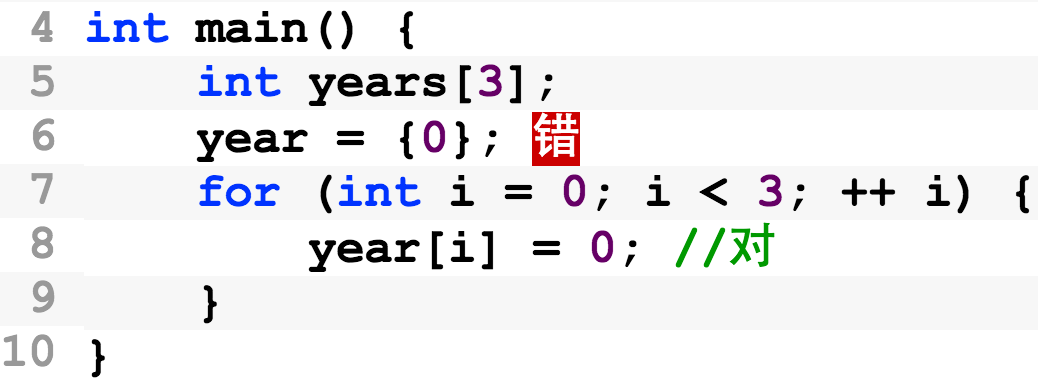 4 int main() {
5     int years[3];
6     year = {0}; 错
7     for (int i = 0; i < 3; ++ i) {
8         year[i] = 0; //对
9     }
10 }